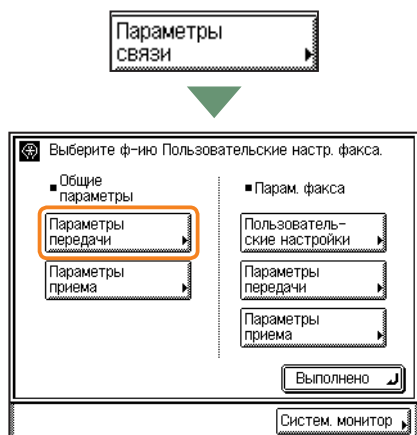 Параметры
связи
Выберите ф-ию Пользовательские настр. факса.
Общие
параметры
Параметры
передачи
Параметры
приема
Парам. факса
Пользователь-
ские настройки
Параметры
передачи
Параметры
приема
Выполнено
Систем. монитор